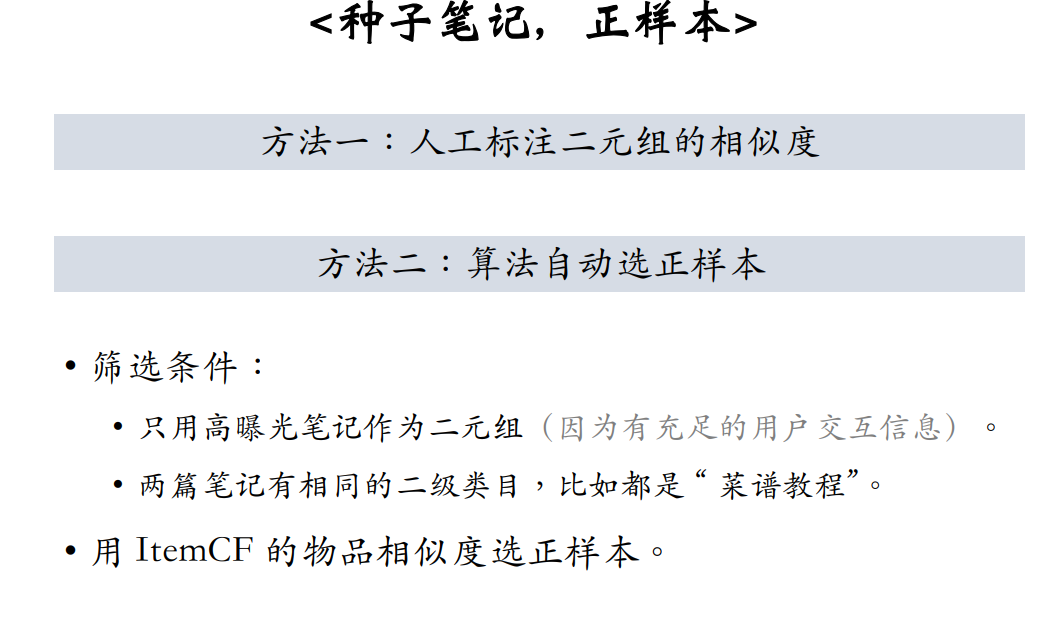 <种子笔记，正样本>
方法一：人工标注二元组的相似度
方法二：算法自动选正样本
• 筛选条件：
• 只用高曝光笔记作为二元组（因为有充足的用户交互信息）。
• 两篇笔记有相同的二级类目，比如都是“菜谱教程”。
• 用 ItemCF 的物品相似度选正样本。